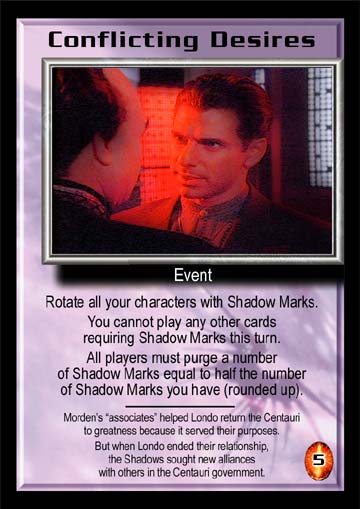 Conflicting Desires
Event
Rotate all your characters with Shadow Marks.
You cannot play any other cards
requiring Shadow Marks this turn.
All players must purge a number
of Shadow Marks equal to half the number
of Shadow Marks you have (rounded up).
Morden's "associates" helped Londo return the Centauri
to greatness because it served their purposes.
But when Londo ended their relationship,
the Shadows sought new alliances
with others in the Centauri government.
5